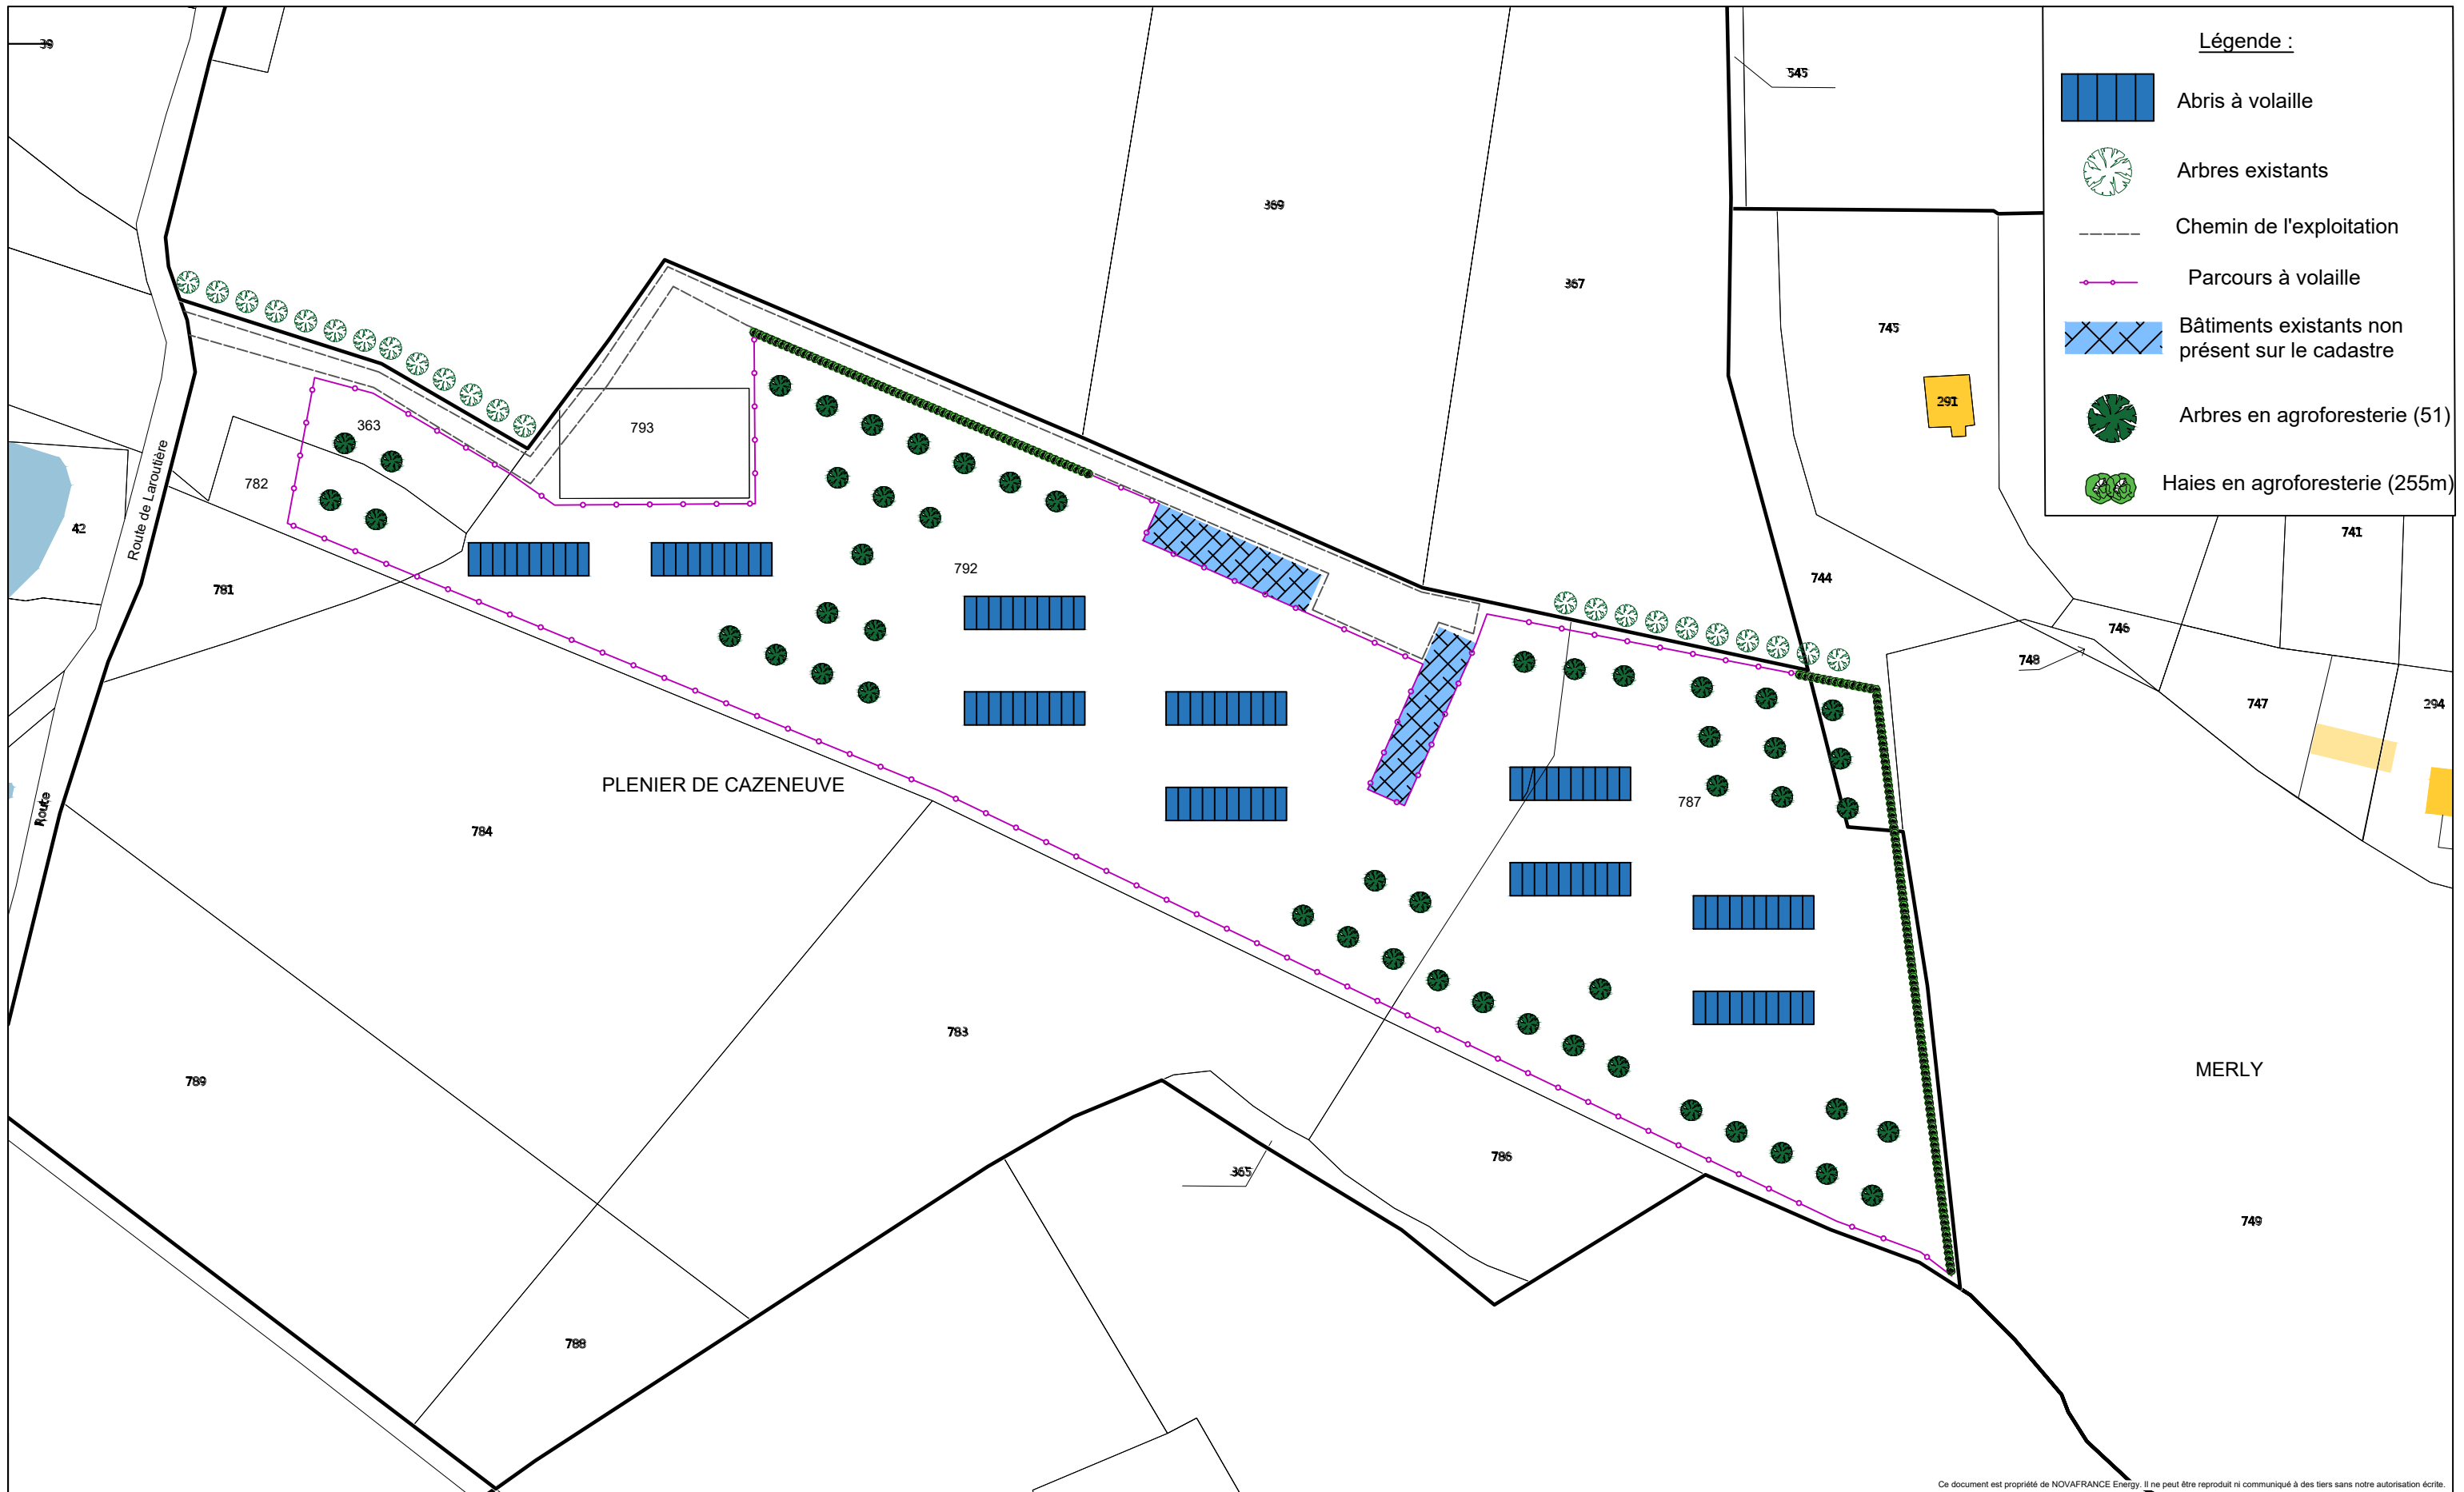 39
545
Légende :
Abris à volaille
Arbres existants
Chemin de l'exploitation
Parcours à volaille
Bâtiments existants non
présent sur le cadastre
Arbres en agroforesterie (51)
Haies en agroforesterie (255m)
369
367
745
291
363
793
782
42
Route de Laroutière
781
792
744
741
746
748
747
294
Route
PLENIER DE CAZENEUVE
784
787
783
789
MERLY
786
365
749
788
Ce document est propriété de NOVAFRANCE Energy. Il ne peut être reproduit ni communiqué à des tiers sans notre autorisation écrite.